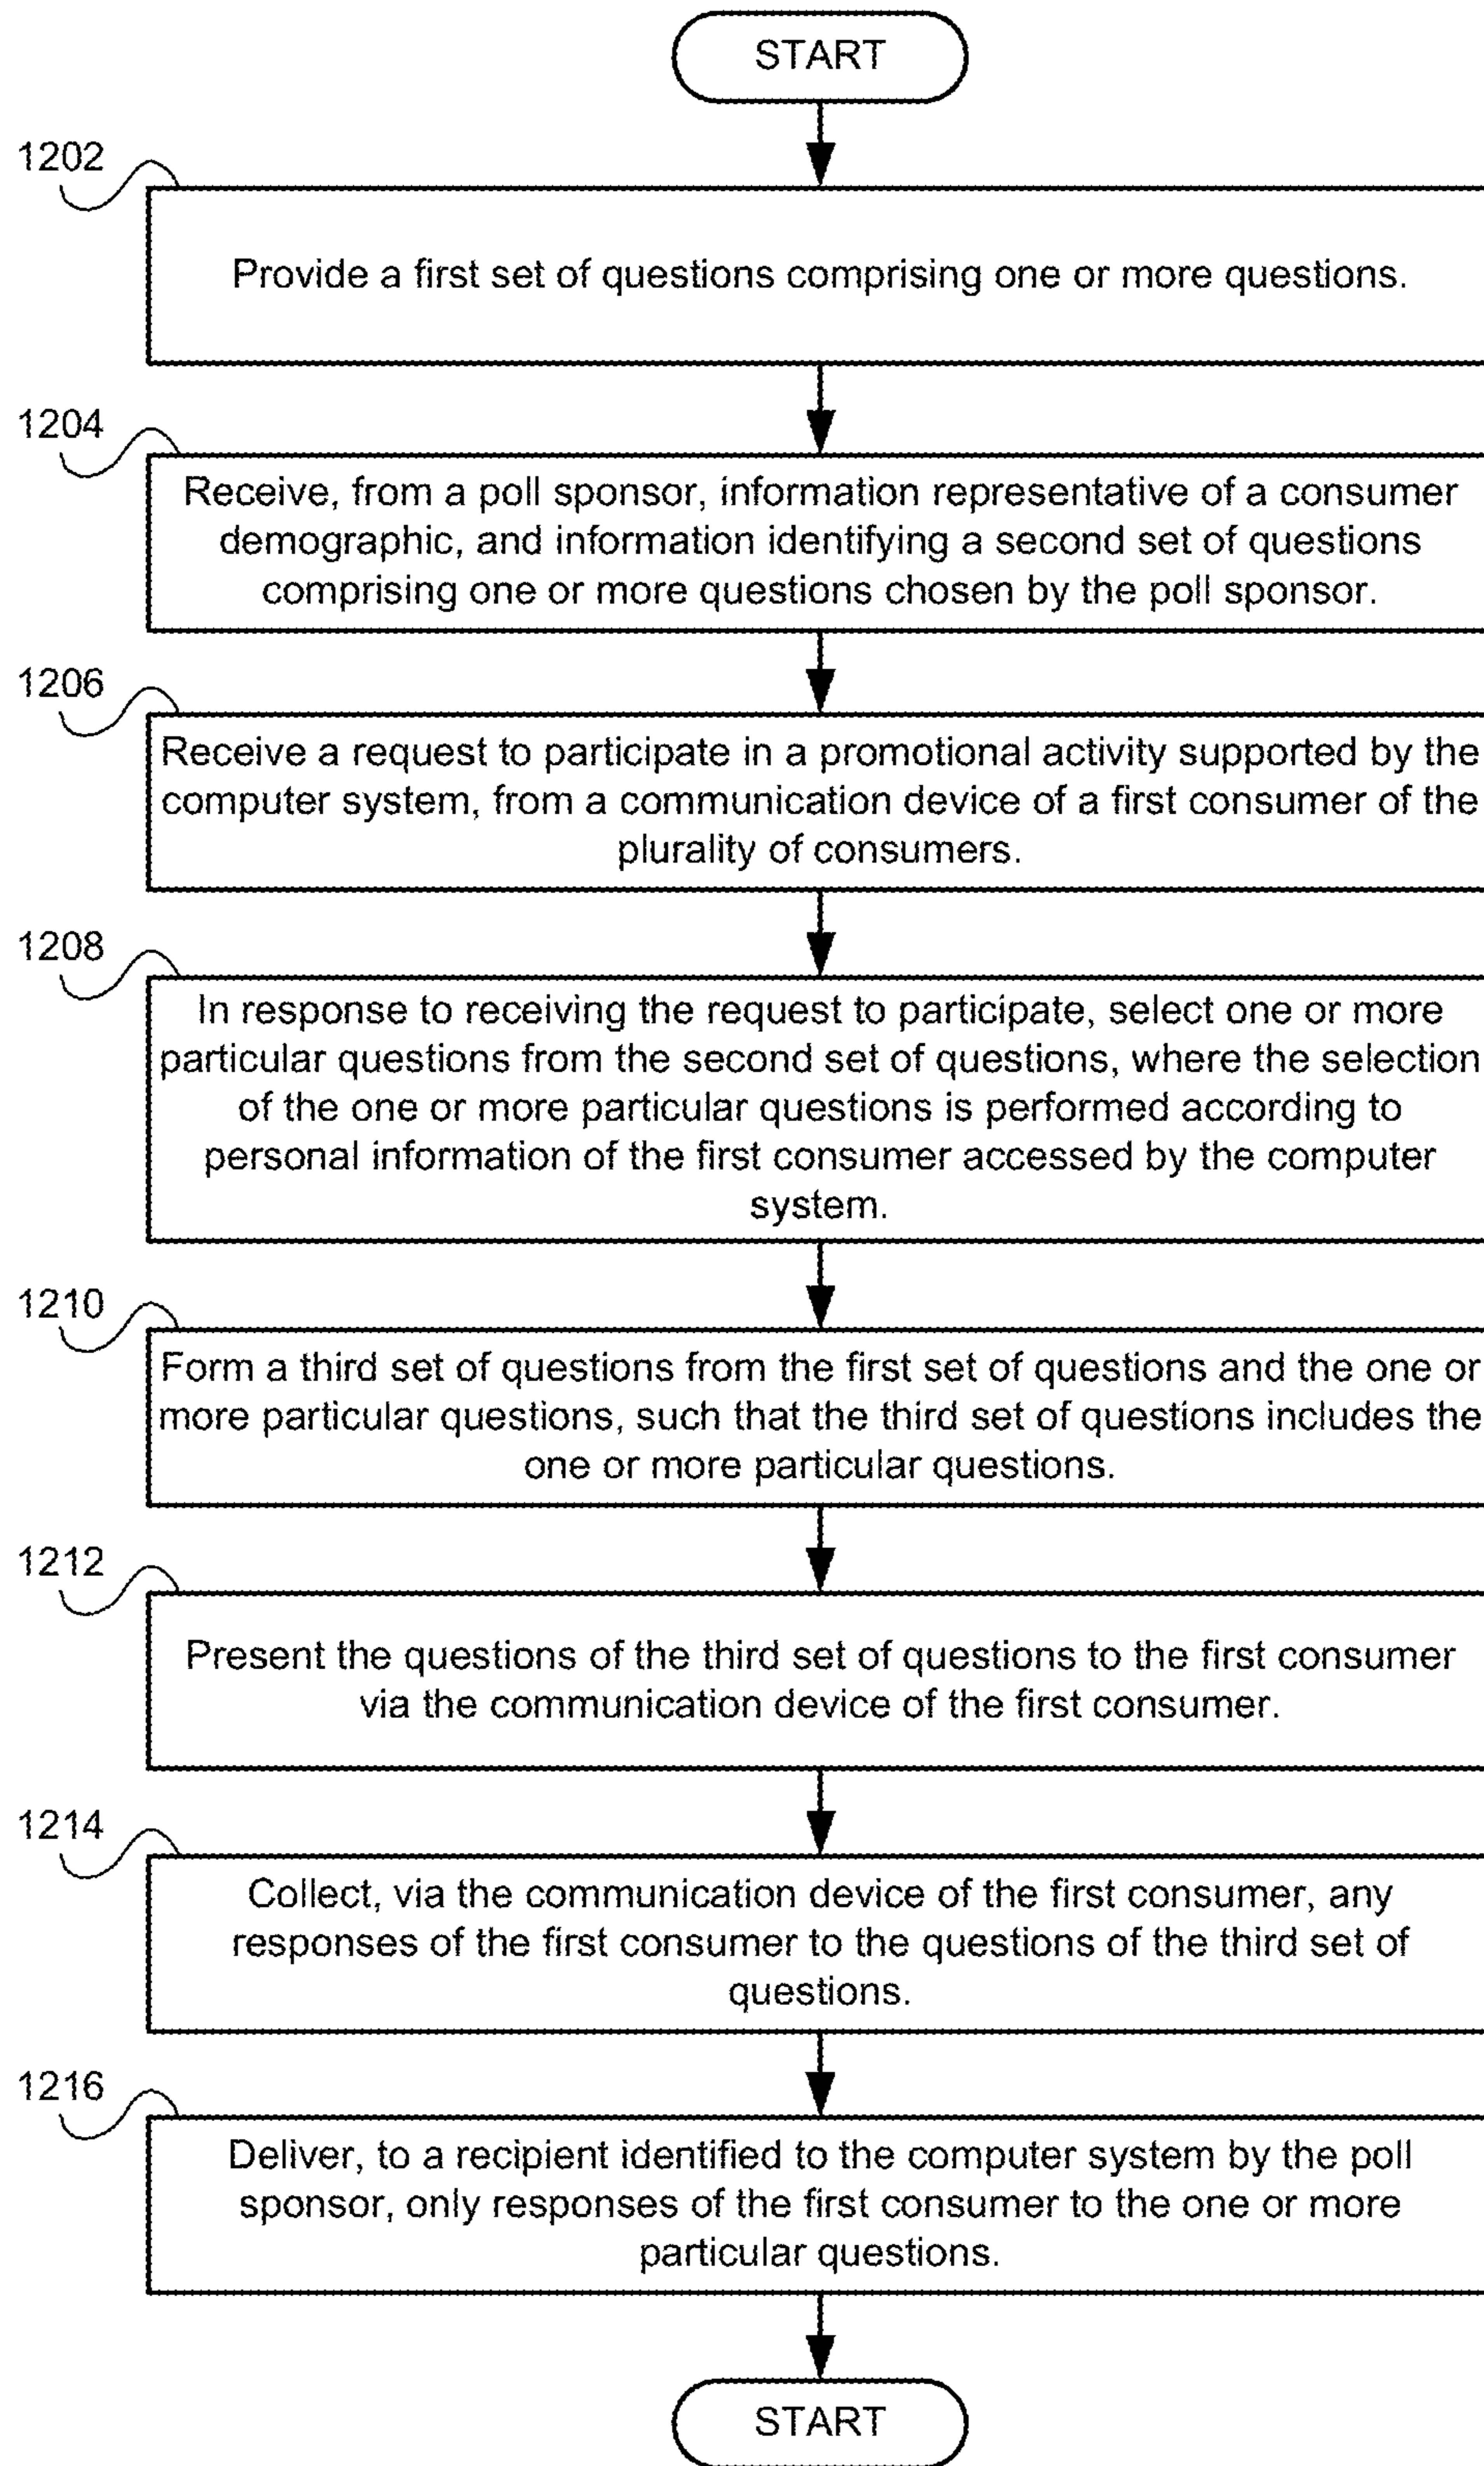 START
1202
Provide a first set of questions comprising one or more questions.
1204
Receive, from a poll sponsor, information representative of a consumer
demographic, and information identifying a second set of questions
comprising one or more questions chosen by the poll sponsor.
1206
Receive a request to participate in a promotional activity supported by the
computer system, from a communication device of a first consumer of the
plurality of consumers.
1208
In response to receiving the request to participate, select one or more
particular questions from the second set of questions, where the selection
of the one or more particular questions is performed according to
personal information of the first consumer accessed by the computer
system.
1210
Form a third set of questions from the first set of questions and the one or
more particular questions, such that the third set of questions includes the
one or more particular questions.
1212
Present the questions of the third set of questions to the first consumer
via the communication device of the first consumer.
1214
Collect, via the communication device of the first consumer, any
responses of the first consumer to the questions of the third set of
questions.
1216
Deliver, to a recipient identified to the computer system by the poll
sponsor, only responses of the first consumer to the one or more
particular questions.
START